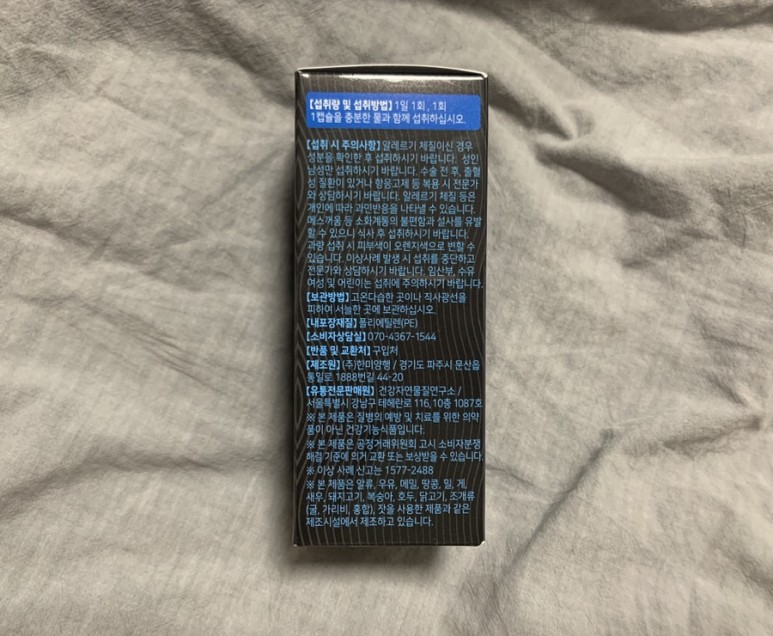 【섭취량 및 섭취방법】 1일 1회, 1회
1캡슐을 충분한 물과 함께 섭취하십시오.
【섭취 시 주의사항】 알레르기 체질이신 경우
성분을 확인한 후 섭취하시기 바랍니다. 성인
남성만 섭취하시기 바랍니다. 수술 전 후, 출혈
성 질환이 있거나 항응고제 등 복용 시 전문가
와 상담하시기 바랍니다. 알레르기 체질 등은
개인에 따라 과민반응을 나타낼 수 있습니다.
메스꺼움 등 소화계통의 불편함과 설사를 유발
할 수 있으니 식사 후 섭취하시기 바랍니다.
과량 섭취 시 피부색이 오렌지색으로 변할 수
있습니다. 이상사례 발생 시 섭취를 중단하고
전문가와 상담하시기 바랍니다. 임산부, 수유
여성 및 어린이는 섭취에 주의하시기 바랍니다.
【보관방법】 고온다습한 곳이나 직사광선을
피하여 서늘한 곳에 보관하십시오.
【내포장재질】 폴리에틸렌(PE)
【소비자상담실】 070-4367-1544
【반품 및 교환처】 구입처
【제조원】 (주)한미양행 / 경기도 파주시 문산읍
통일로 1888번길 44-20
【유통전문판매원】 건강자연물질연구소 /
서울특별시 강남구 테헤란로 116, 10층 1087호
※ 본 제품은 질병의 예방 및 치료를 위한 의약
품이 아닌 건강기능식품입니다.
※ 본 제품은 공정거래위원회 고시 소비자분쟁
해결기준에 의거 교환 또는 보상받을 수 있습니다.
※ 이상 사례 신고는 1577-2488
※ 본 제품은 알류, 우유, 메밀, 땅콩, 밀, 게,
새우, 돼지고기, 복숭아, 호두, 닭고기, 조개류
(굴, 가리비, 홍합), 잣을 사용한 제품과 같은
제조시설에서 제조하고 있습니다.